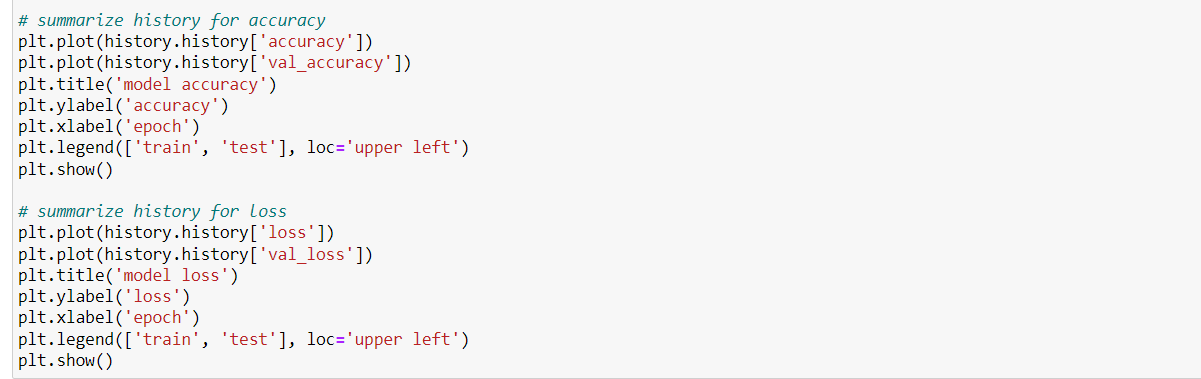 # summarize history for accuracy
plt.plot(history.history['accuracy'])
plt.plot(history.history['val_accuracy'])
plt.title('model accuracy')
plt.ylabel('accuracy')
plt.xlabel('epoch')
plt.legend(['train', 'test'], loc='upper left')
plt.show()

# summarize history for loss
plt.plot(history.history['loss'])
plt.plot(history.history['val_loss'])
plt.title('model loss')
plt.ylabel('loss')
plt.xlabel('epoch')
plt.legend(['train', 'test'], loc='upper left')
plt.show()